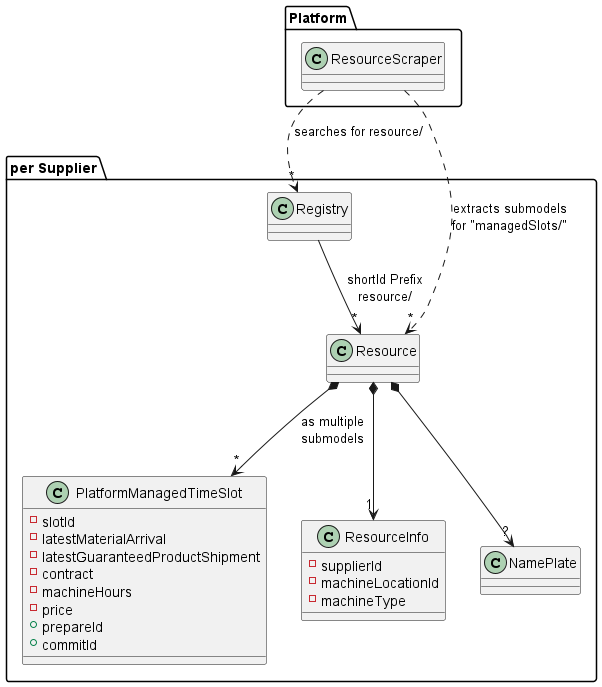 Platform
C ResourceScraper
searches for resource/
*
per Supplier
extracts submodels
for "managedSlots/"
C Registry
shortId Prefix
resource/
*
*
C Resource
as multiple
submodels
*
1
?
C PlatformManagedTimeSlot
slotId
latestMaterialArrival
latestGuaranteedProductShipment
contract
machineHours
price
prepareId
commitId
C ResourceInfo
supplierId
machineLocationId
machineType
C NamePlate